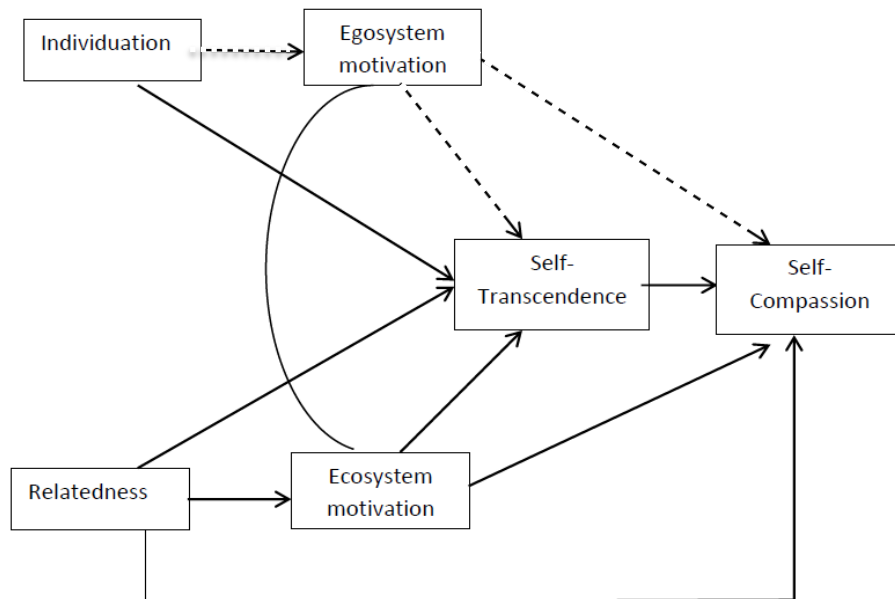 Individuation
Egosystem
motivation
Self-
Transcendence
Self-
Compassion
Relatedness
Ecosystem
motivation